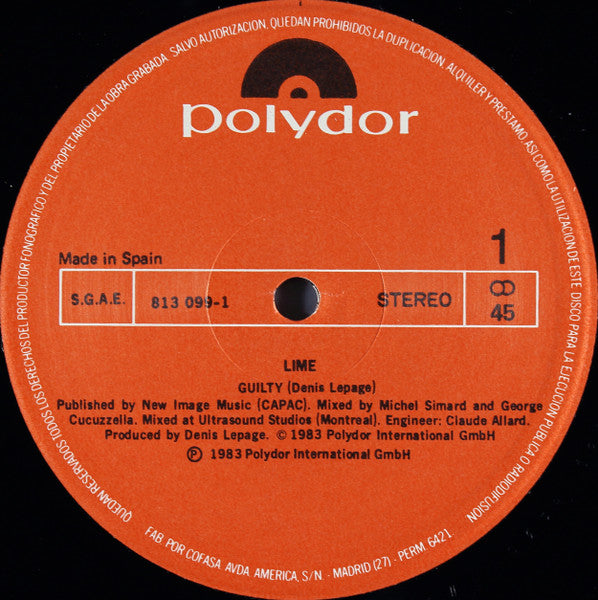 QUEDAN RESERVADOS TODOS LOS DERECHOS DEL PRODUCTOR FONOGRAFICO Y DEL PROPIETARIO DE LA OBRA GRABADA. SALVO AUTORIZACION, QUEDAN PROHIBIDOS LA DUPLICACION, ALQUILER Y PRESTAMO, ASI COMO LA UTILIZACION DE ESTE DISCO PARA LA EJECUCION PUBLICA O RADIODIFUSION
polydor
Made in Spain
1
S.G.A.E.
813 099-1
STEREO
45
LIME
GUILTY (Denis Lepage)
Published by New Image Music (CAPAC). Mixed by Michel Simard and George
Cucuzzella. Mixed at Ultrasound Studios (Montreal). Engineer: Claude Allard.
Produced by Denis Lepage. © 1983 Polydor International GmbH
℗ 1983 Polydor International GmbH
FAB. POR COFASA. AVDA. AMERICA, S/N. - MADRID (27) - PERM. 6421.